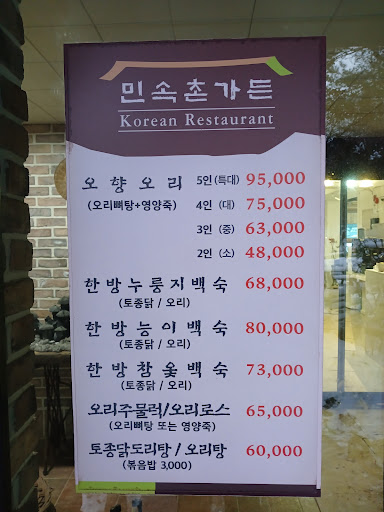 민속촌가든
Korean Restaurant
오향오리 5인(특대) 95,000
(오리뼈탕+영양죽) 4인 (대) 75,000
3인 (중) 63,000
2인 (소) 48,000
한방누룽지백숙 68,000
(토종닭 / 오리)
한방능이백숙 80,000
(토종닭 / 오리)
한방참옻백숙 73,000
(토종닭 / 오리)
오리주물럭/오리로스 65,000
(오리뼈탕 또는 영양죽)
토종닭도리탕 / 오리탕 60,000
(볶음밥 3,000)